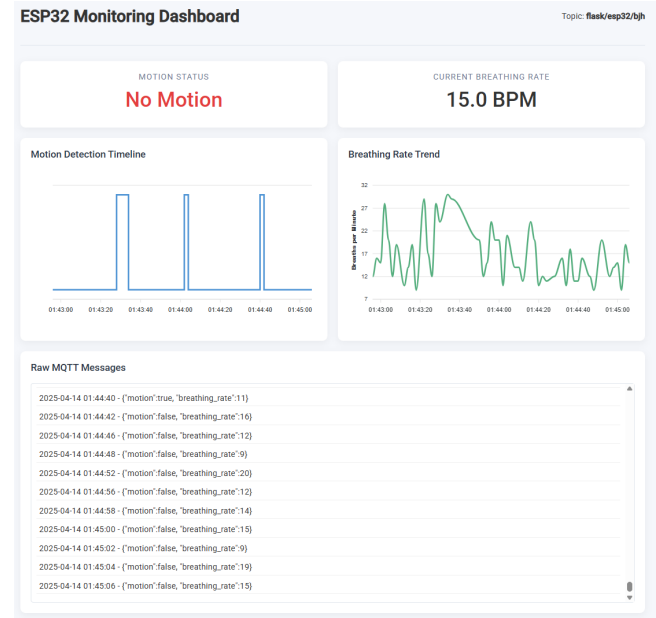 ESP32 Monitoring Dashboard
Topic: flask/esp32/bjh
MOTION STATUS
No Motion
CURRENT BREATHING RATE
15.0 BPM
Motion Detection Timeline
01:43:00 01:43:20 01:43:40 01:44:00 01:44:20 01:44:40 01:45:00
Breathing Rate Trend
Breaths per Minute
32
27
22
17
12
7
01:43:00 01:43:20 01:43:40 01:44:00 01:44:20 01:44:40 01:45:00
Raw MQTT Messages
2025-04-14 01:44:40 - {"motion":true, "breathing_rate":11}
2025-04-14 01:44:42 - {"motion":false, "breathing_rate":16}
2025-04-14 01:44:46 - {"motion":false, "breathing_rate":12}
2025-04-14 01:44:48 - {"motion":false, "breathing_rate":9}
2025-04-14 01:44:52 - {"motion":false, "breathing_rate":20}
2025-04-14 01:44:56 - {"motion":false, "breathing_rate":12}
2025-04-14 01:44:58 - {"motion":false, "breathing_rate":14}
2025-04-14 01:45:00 - {"motion":false, "breathing_rate":15}
2025-04-14 01:45:02 - {"motion":false, "breathing_rate":9}
2025-04-14 01:45:04 - {"motion":false, "breathing_rate":19}
2025-04-14 01:45:06 - {"motion":false, "breathing_rate":15}